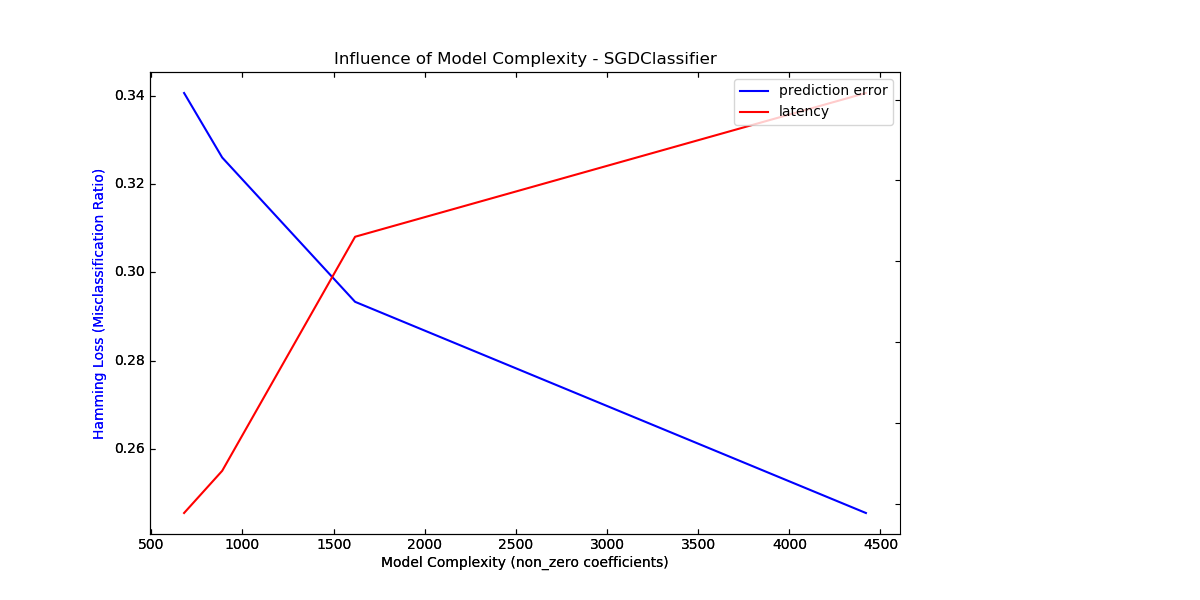 Influence of Model Complexity - SGDClassifier
prediction error
latency
0.34
0.32
0.30
0.28
0.26
Hamming Loss (Misclassification Ratio)
500 1000 1500 2000 2500 3000 3500 4000 4500
Model Complexity (non_zero coefficients)